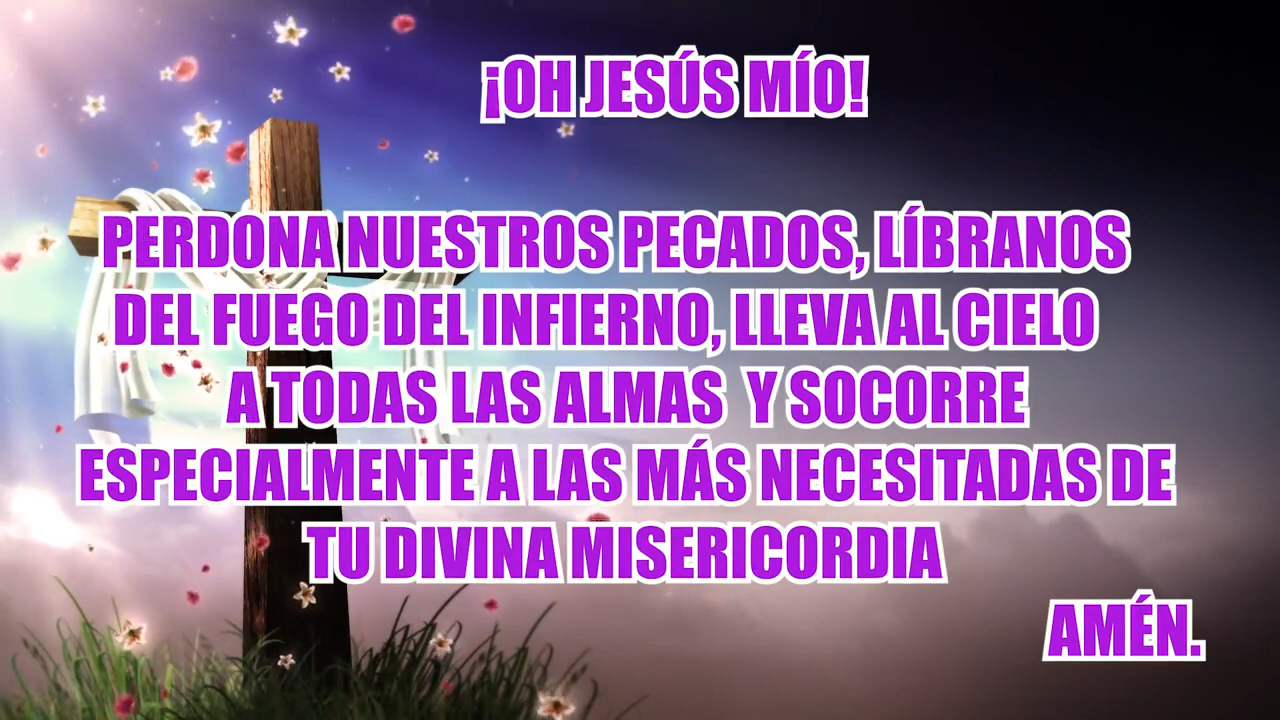 ¡OH JESÚS MÍO!
PERDONA NUESTROS PECADOS, LÍBRANOS
DEL FUEGO DEL INFIERNO, LLEVA AL CIELO
A TODAS LAS ALMAS Y SOCORRE
ESPECIALMENTE A LAS MÁS NECESITADAS DE
TU DIVINA MISERICORDIA
AMÉN.